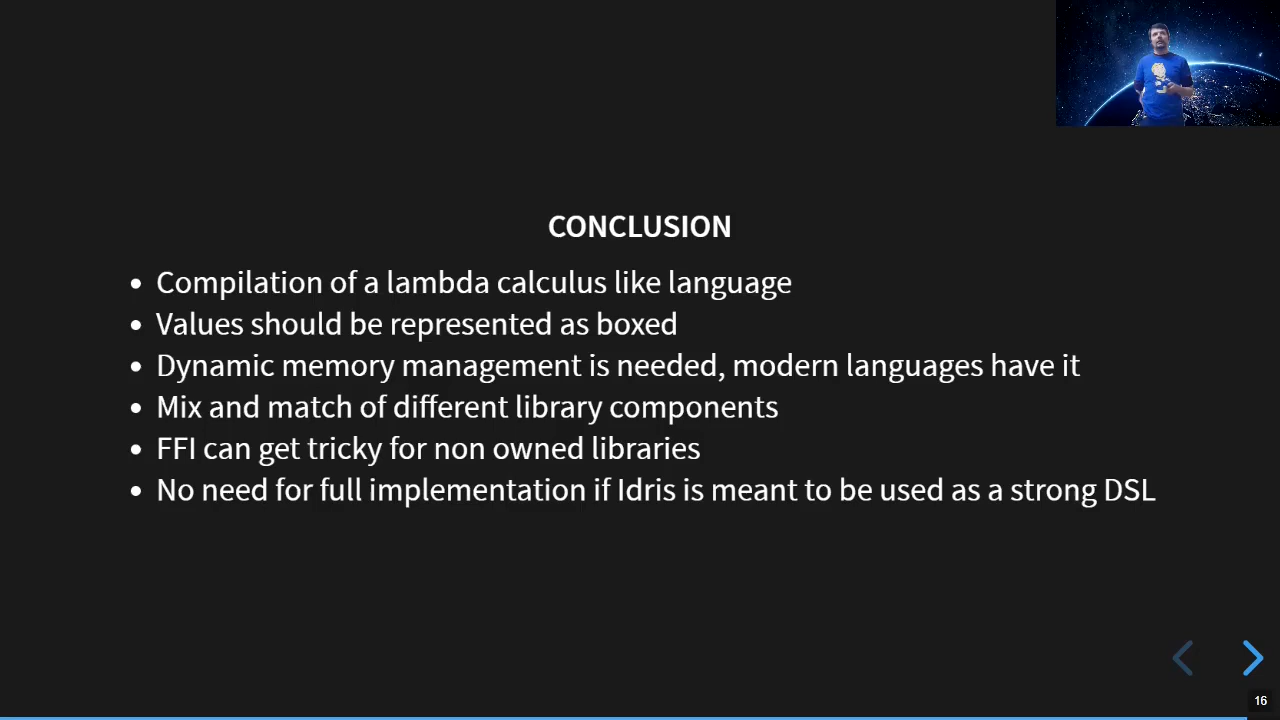 CONCLUSION
• Compilation of a lambda calculus like language
• Values should be represented as boxed
• Dynamic memory management is needed, modern languages have it
• Mix and match of different library components
• FFI can get tricky for non owned libraries
• No need for full implementation if Idris is meant to be used as a strong DSL
16